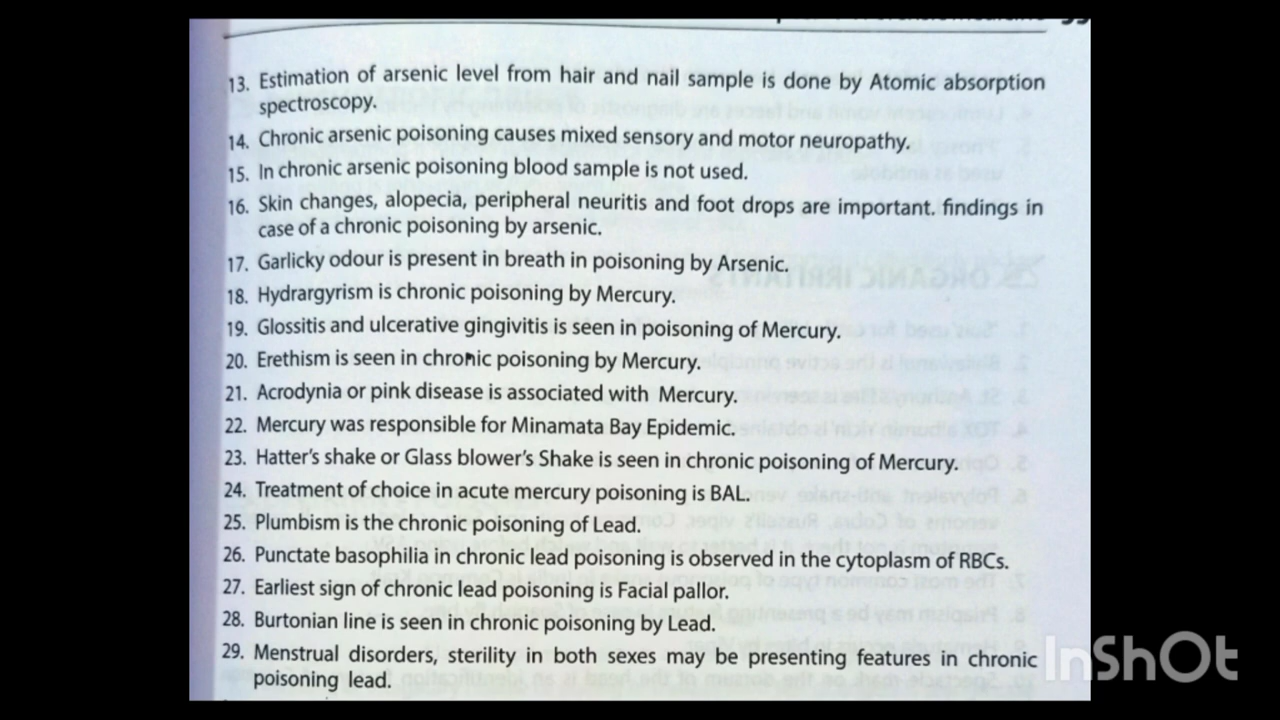 13. Estimation of arsenic level from hair and nail sample is done by Atomic absorption
spectroscopy.
14. Chronic arsenic poisoning causes mixed sensory and motor neuropathy.
15. In chronic arsenic poisoning blood sample is not used.
16. Skin changes, alopecia, peripheral neuritis and foot drops are important. findings in
case of a chronic poisoning by arsenic.
17. Garlicky odour is present in breath in poisoning by Arsenic.
18. Hydrargyrism is chronic poisoning by Mercury.
19. Glossitis and ulcerative gingivitis is seen in poisoning of Mercury.
20. Erethism is seen in chronic poisoning by Mercury.
21. Acrodynia or pink disease is associated with Mercury.
22. Mercury was responsible for Minamata Bay Epidemic.
23. Hatter's shake or Glass blower's Shake is seen in chronic poisoning of Mercury.
24. Treatment of choice in acute mercury poisoning is BAL.
25. Plumbism is the chronic poisoning of Lead.
26. Punctate basophilia in chronic lead poisoning is observed in the cytoplasm of RBCs.
27. Earliest sign of chronic lead poisoning is Facial pallor.
28. Burtonian line is seen in chronic poisoning by Lead.
29. Menstrual disorders, sterility in both sexes may be presenting features in chronic
poisoning lead.
InShOt